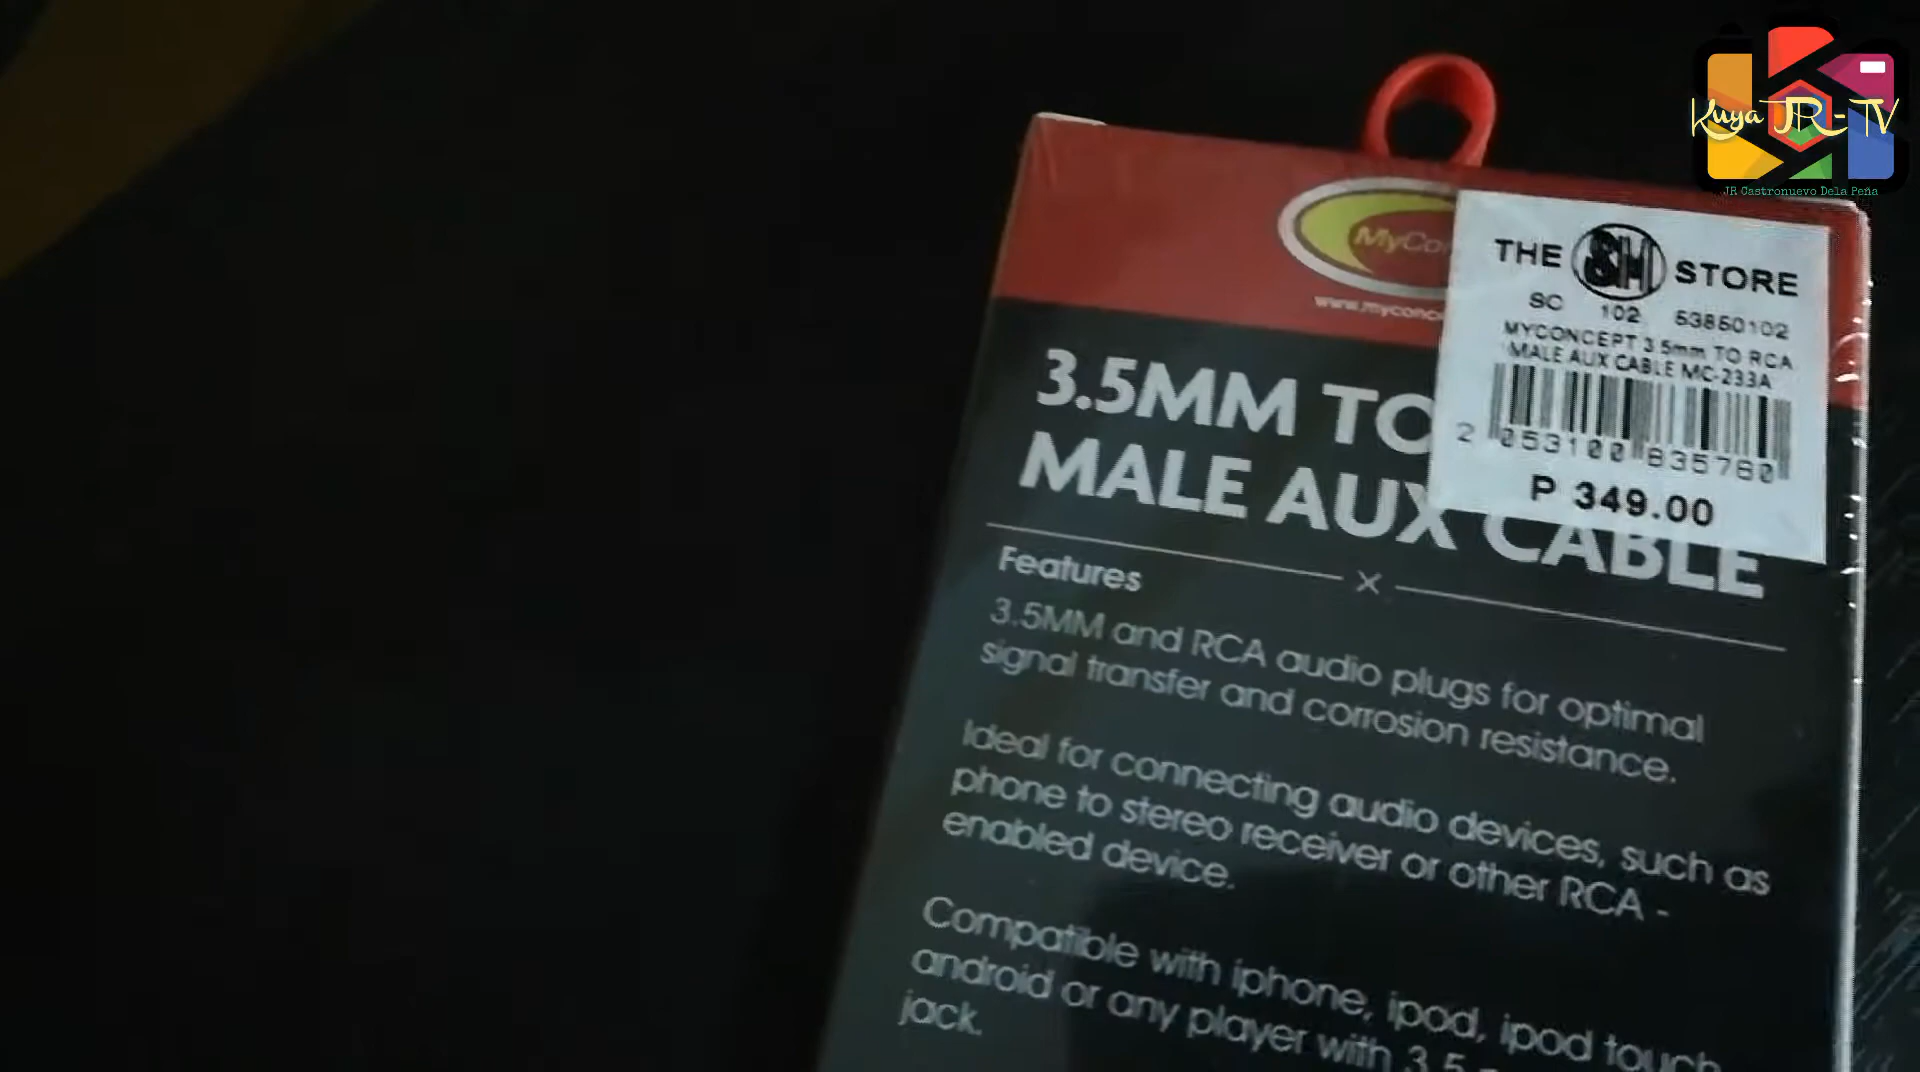 Kuya JR-TV
JR Castronuevo Dela Peña
MyCon
www.myconce
THE SM STORE
SC 102 53850102
MYCONCEPT 3.5mm TO RCA
MALE AUX CABLE MC-233A
2 053100 835780
P 349.00
3.5MM TO
MALE AUX CABLE
Features
3.5MM and RCA audio plugs for optimal
signal transfer and corrosion resistance.
Ideal for connecting audio devices, such as
phone to stereo receiver or other RCA -
enabled device.
Compatible with iphone, ipod, ipod touch
android or any player with 3.5
jack.